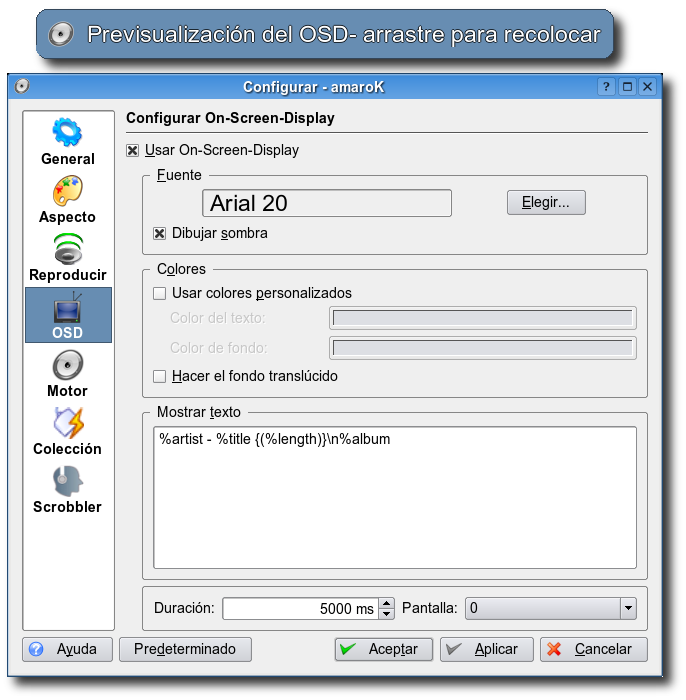 Previsualización del OSD- arrastre para recolocar
Configurar - amaroK
General
Aspecto
Reproducir
OSD
Motor
Colección
Scrobbler
Configurar On-Screen-Display
Usar On-Screen-Display
Fuente
Arial 20
Elegir...
Dibujar sombra
Colores
Usar colores personalizados
Color del texto:
Color de fondo:
Hacer el fondo translúcido
Mostrar texto
%artist - %title {(%length)}\n%album
Duración: 5000 ms Pantalla: 0
Ayuda Predeterminado Aceptar Aplicar Cancelar